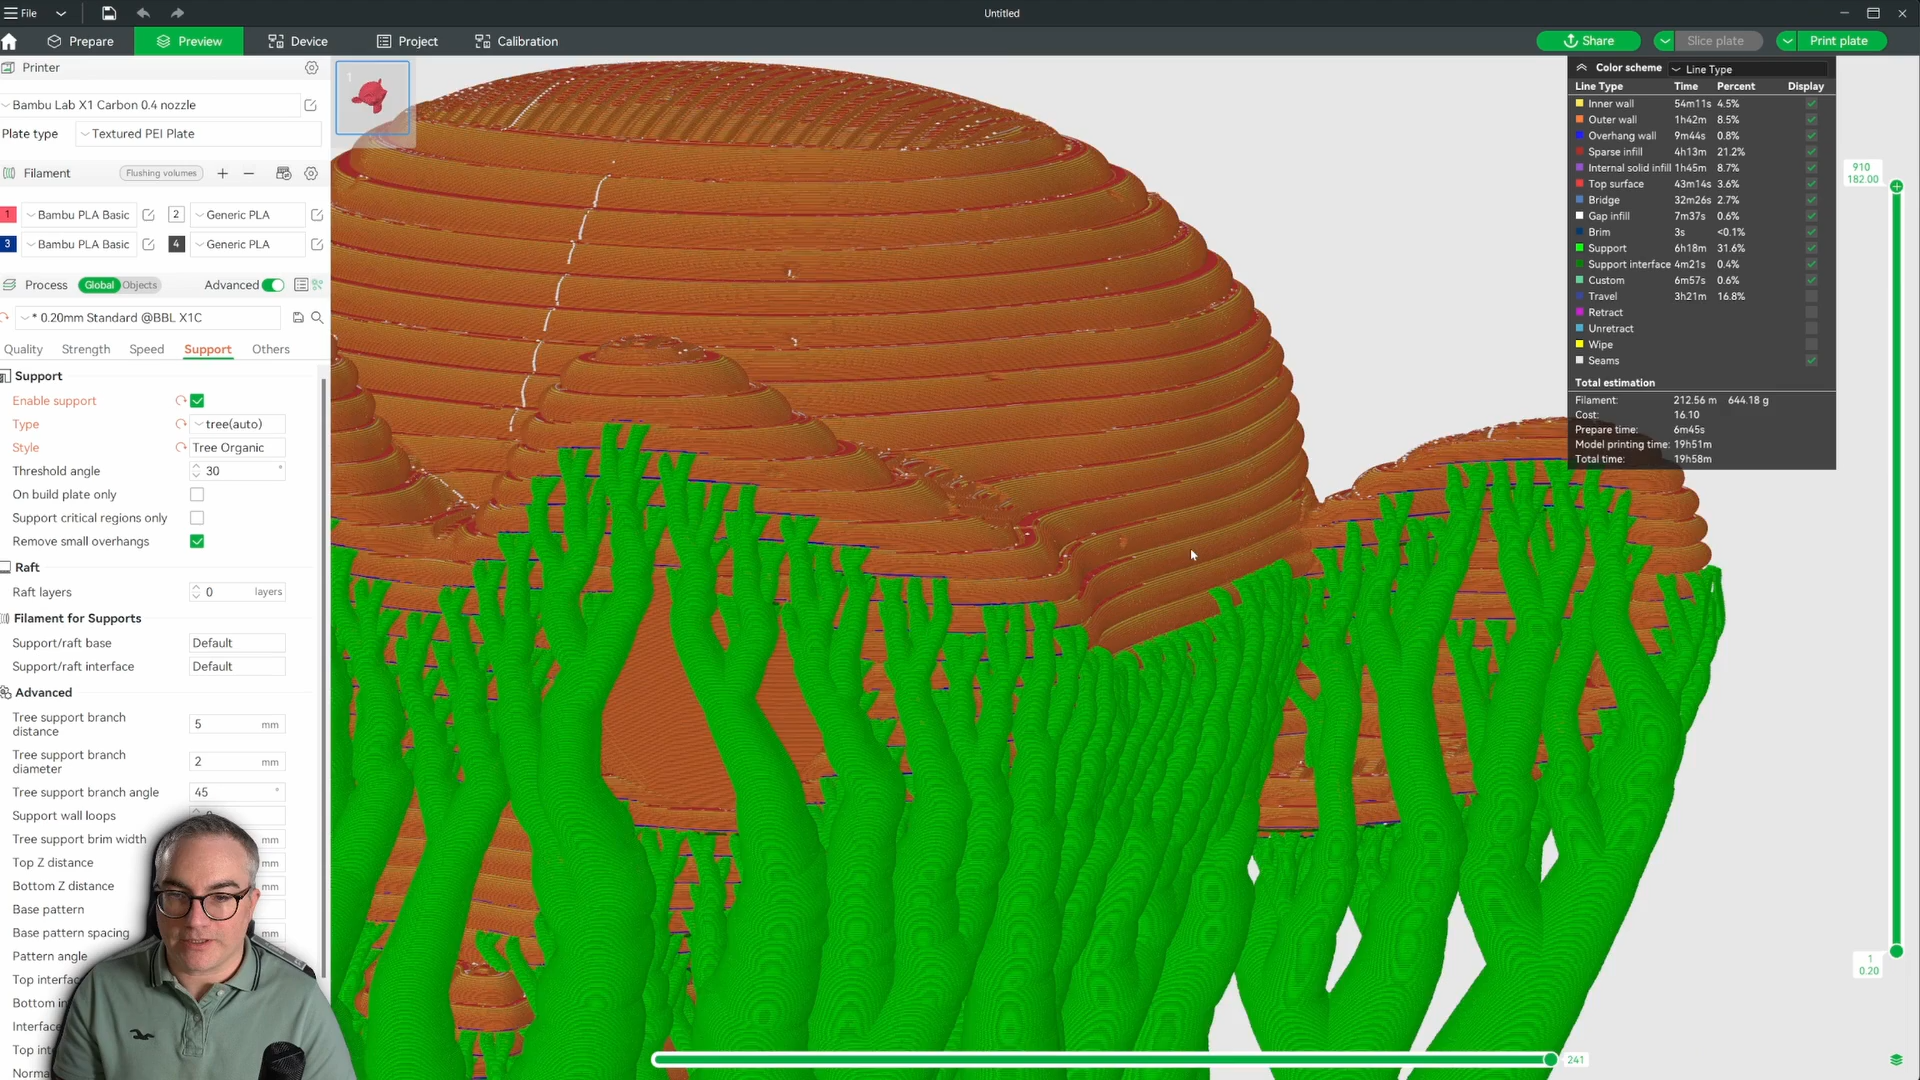 File
Untitled
Prepare
Preview
Device
Project
Calibration
Share
Slice plate
Print plate
Printer
Bambu Lab X1 Carbon 0.4 nozzle
Plate type
Textured PEI Plate
Filament
Flushing volumes
1 Bambu PLA Basic
2 Generic PLA
3 Bambu PLA Basic
4 Generic PLA
Process
Global Objects
Advanced
* 0.20mm Standard @BBL X1C
Quality
Strength
Speed
Support
Others
Support
Enable support
Type tree(auto)
Style Tree Organic
Threshold angle 30 °
On build plate only
Support critical regions only
Remove small overhangs
Raft
Raft layers 0 layers
Filament for Supports
Support/raft base Default
Support/raft interface Default
Advanced
Tree support branch distance 5 mm
Tree support branch diameter 2 mm
Tree support branch angle 45 °
Support wall loops
Tree support brim width mm
Top Z distance mm
Bottom Z distance mm
Base pattern
Base pattern spacing mm
Pattern angle
Top interfac
Bottom in
Interface
Top int
Norma
1
Color scheme Line Type
Line Type Time Percent Display
Inner wall 54m11s 4.5%
Outer wall 1h42m 8.5%
Overhang wall 9m44s 0.8%
Sparse infill 4h13m 21.2%
Internal solid infill 1h45m 8.7%
Top surface 43m14s 3.6%
Bridge 32m26s 2.7%
Gap infill 7m37s 0.6%
Brim 3s <0.1%
Support 6h18m 31.6%
Support interface 4m21s 0.4%
Custom 6m57s 0.6%
Travel 3h21m 16.8%
Retract
Unretract
Wipe
Seams
Total estimation
Filament: 212.56 m 644.18 g
Cost: 16.10
Prepare time: 6m45s
Model printing time: 19h51m
Total time: 19h58m
910
182.00
1
0.20
241